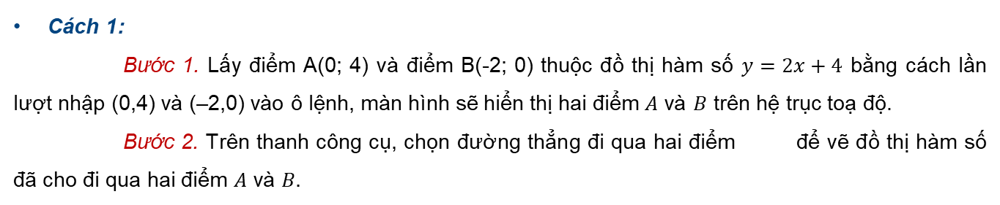 • Cách 1:
Bước 1. Lấy điểm A(0; 4) và điểm B(-2; 0) thuộc đồ thị hàm số y = 2x + 4 bằng cách lần
lượt nhập (0,4) và (–2,0) vào ô lệnh, màn hình sẽ hiển thị hai điểm A và B trên hệ trục toạ độ.
Bước 2. Trên thanh công cụ, chọn đường thẳng đi qua hai điểm để vẽ đồ thị hàm số
đã cho đi qua hai điểm A và B.